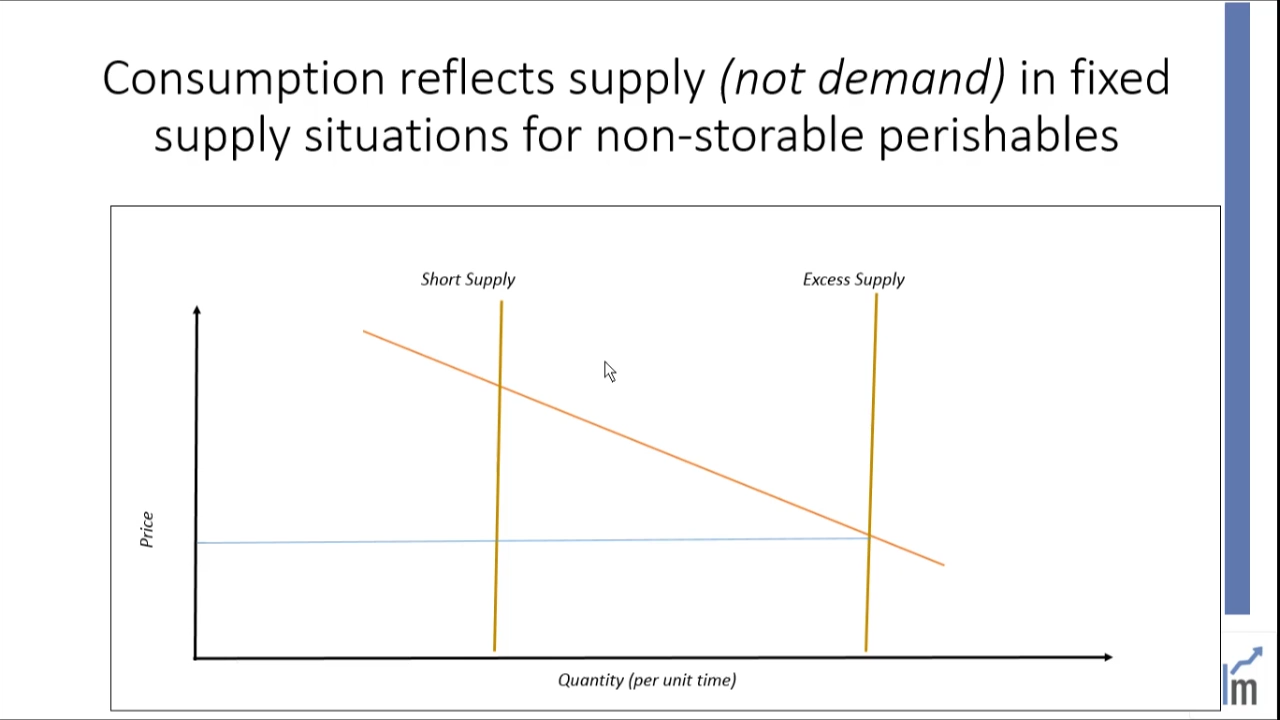 Consumption reflects supply (not demand) in fixed
supply situations for non-storable perishables
Short Supply
Excess Supply
Price
Quantity (per unit time)
lm